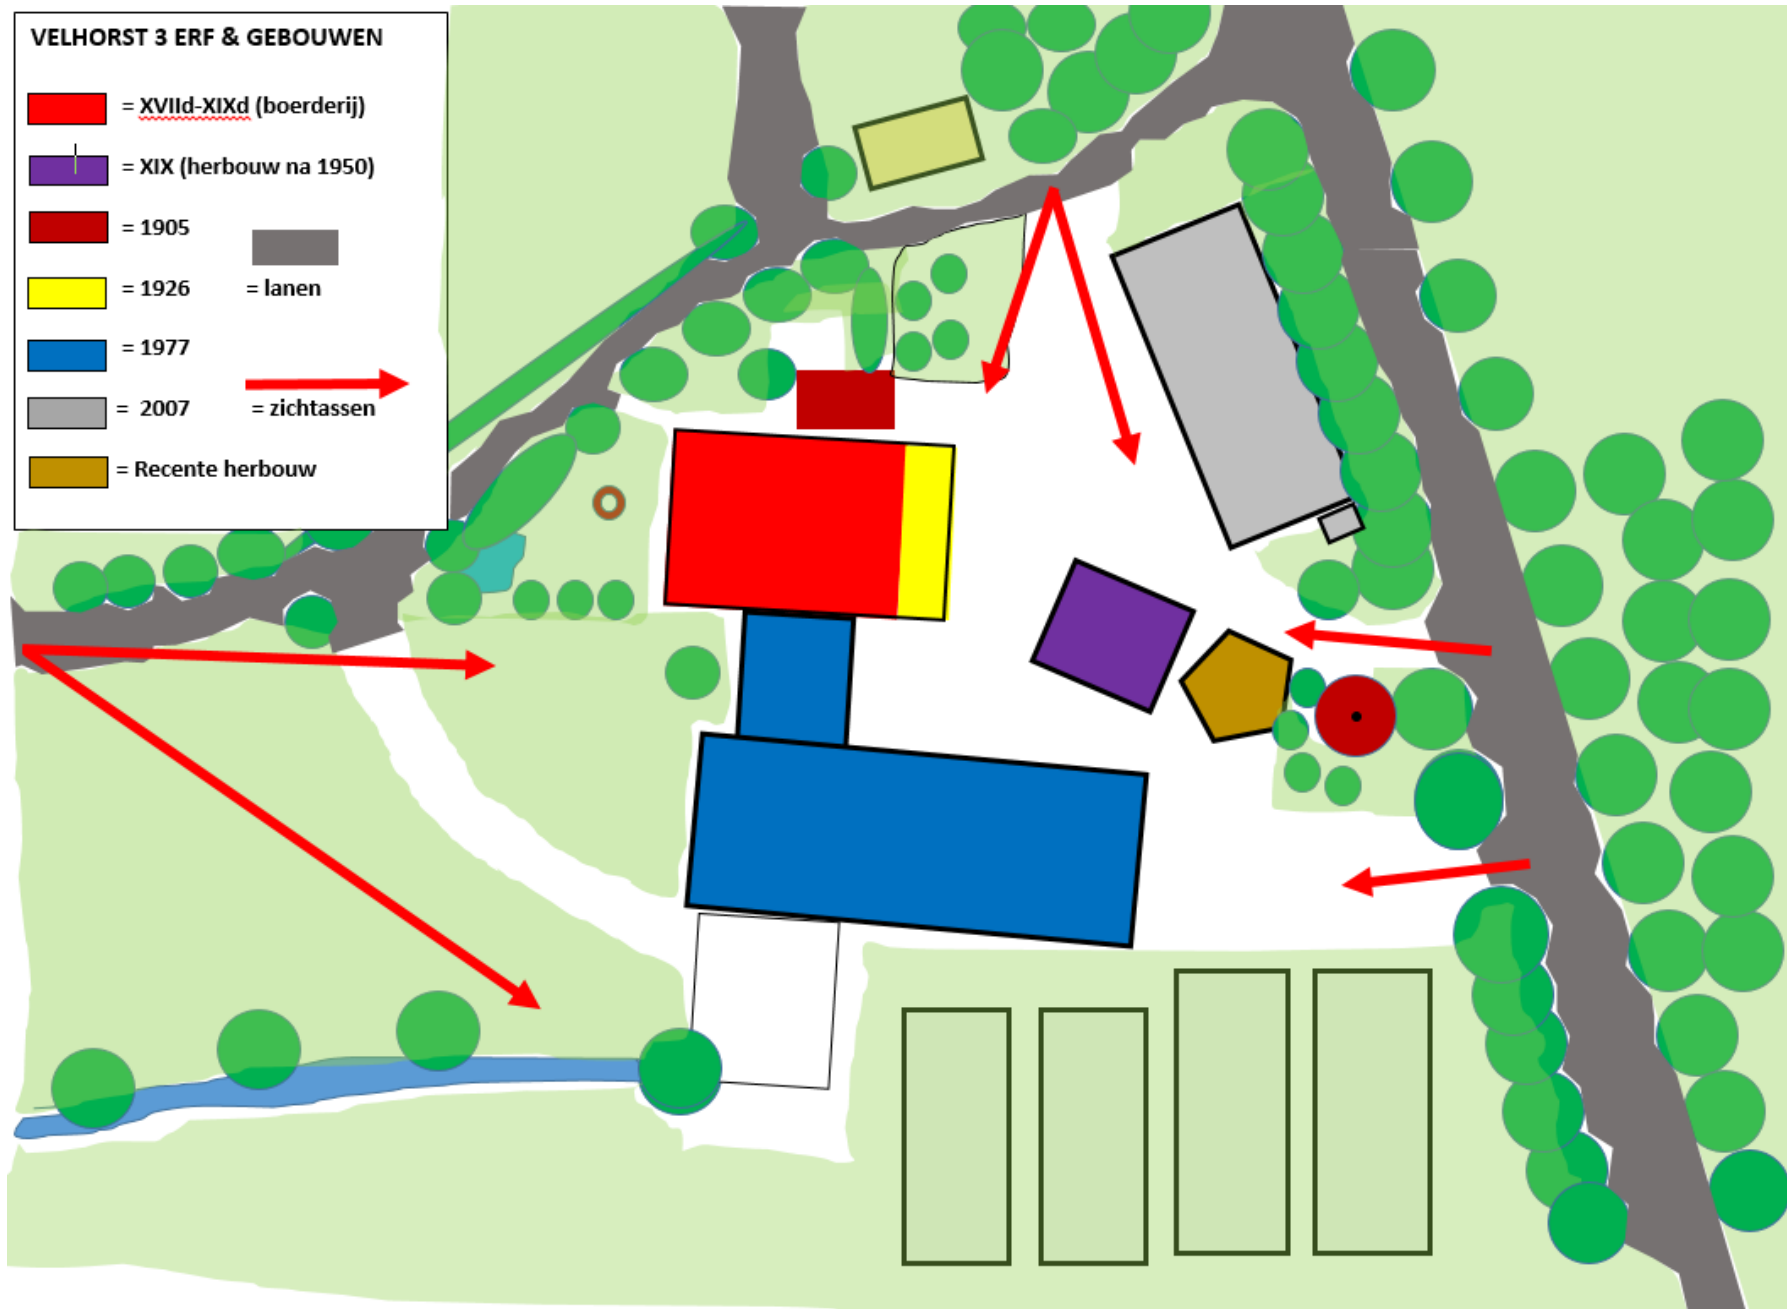 VELHORST 3 ERF & GEBOUWEN
= XVIId-XIXd (boerderij)
= XIX (herbouw na 1950)
= 1905
= 1926
= lanen
= 1977
= 2007
= zichtassen
= Recente herbouw